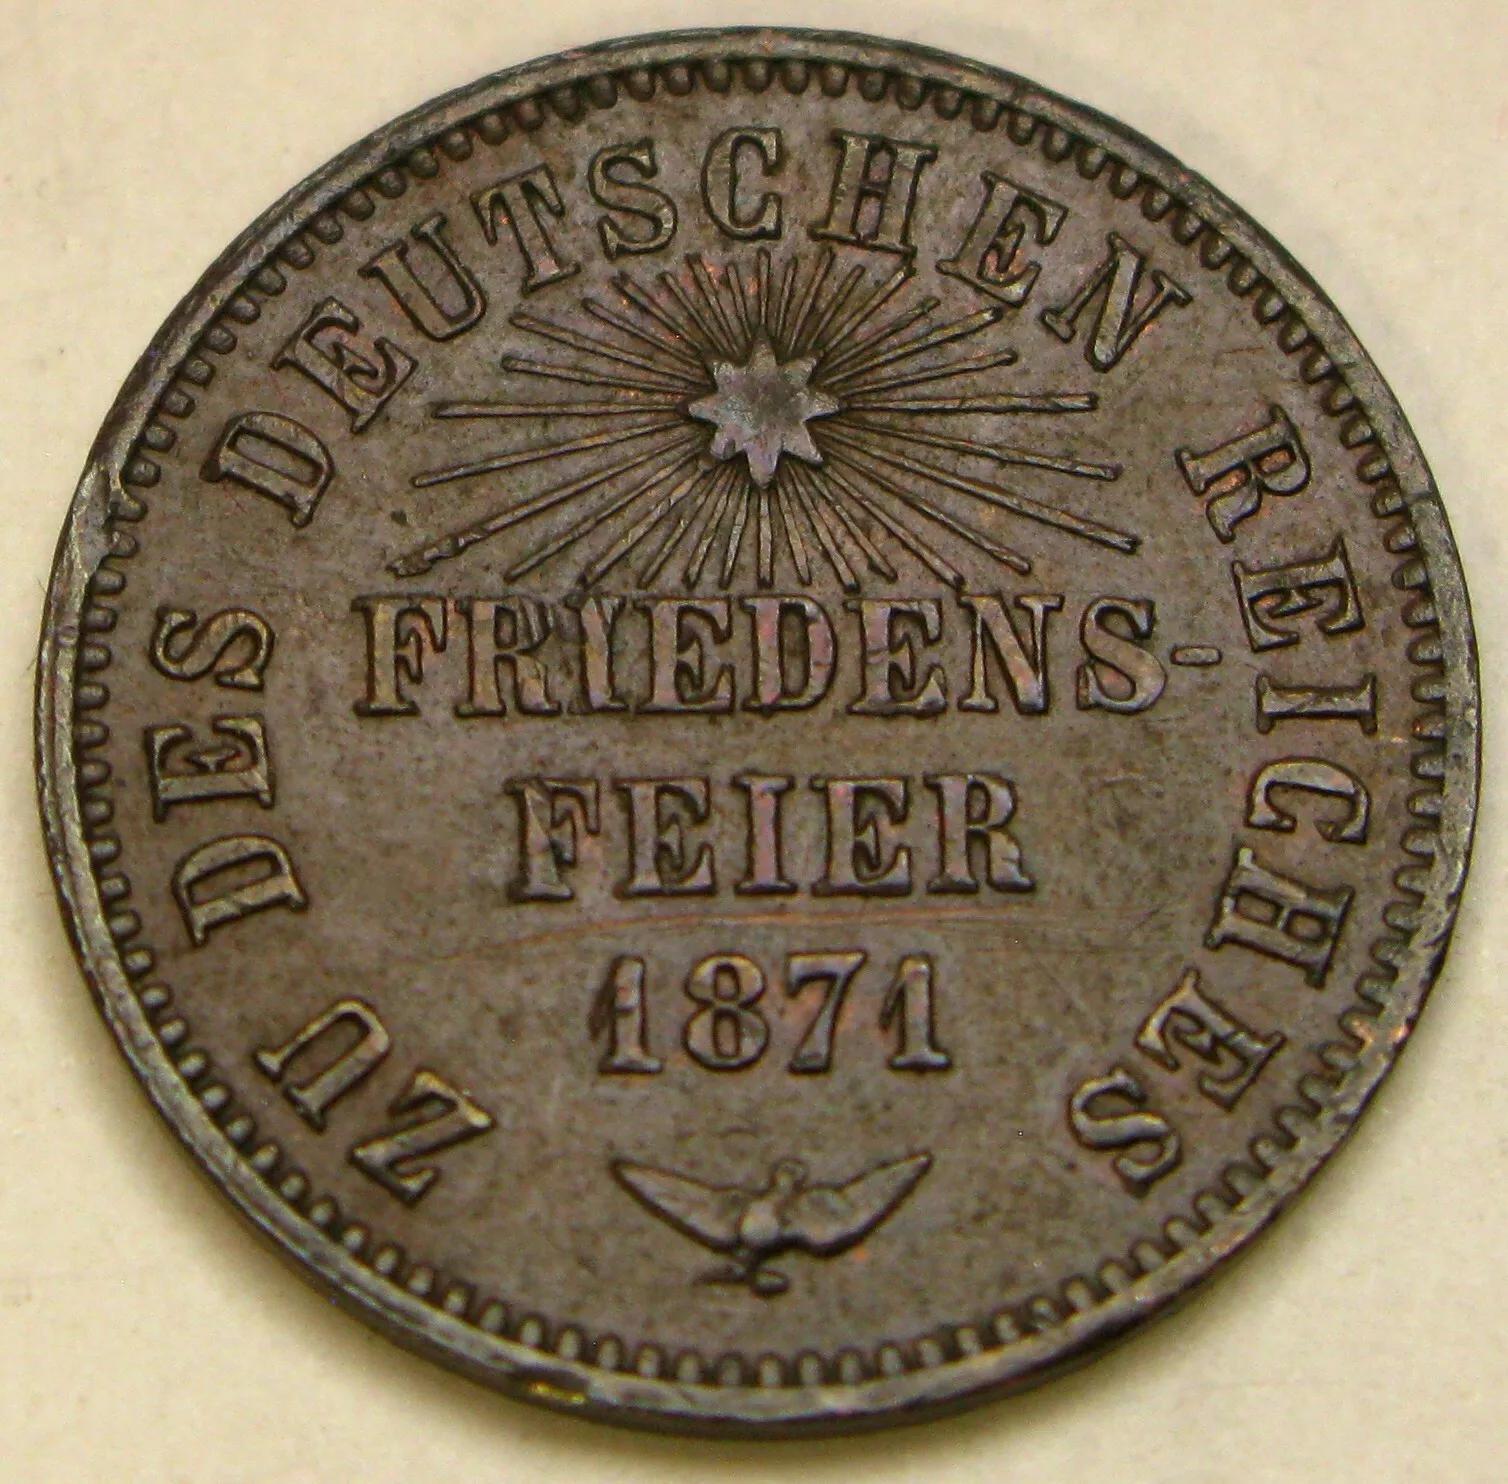 ZU DES DEUTSCHEN REICHES
FRIEDENS-
FEIER
1871